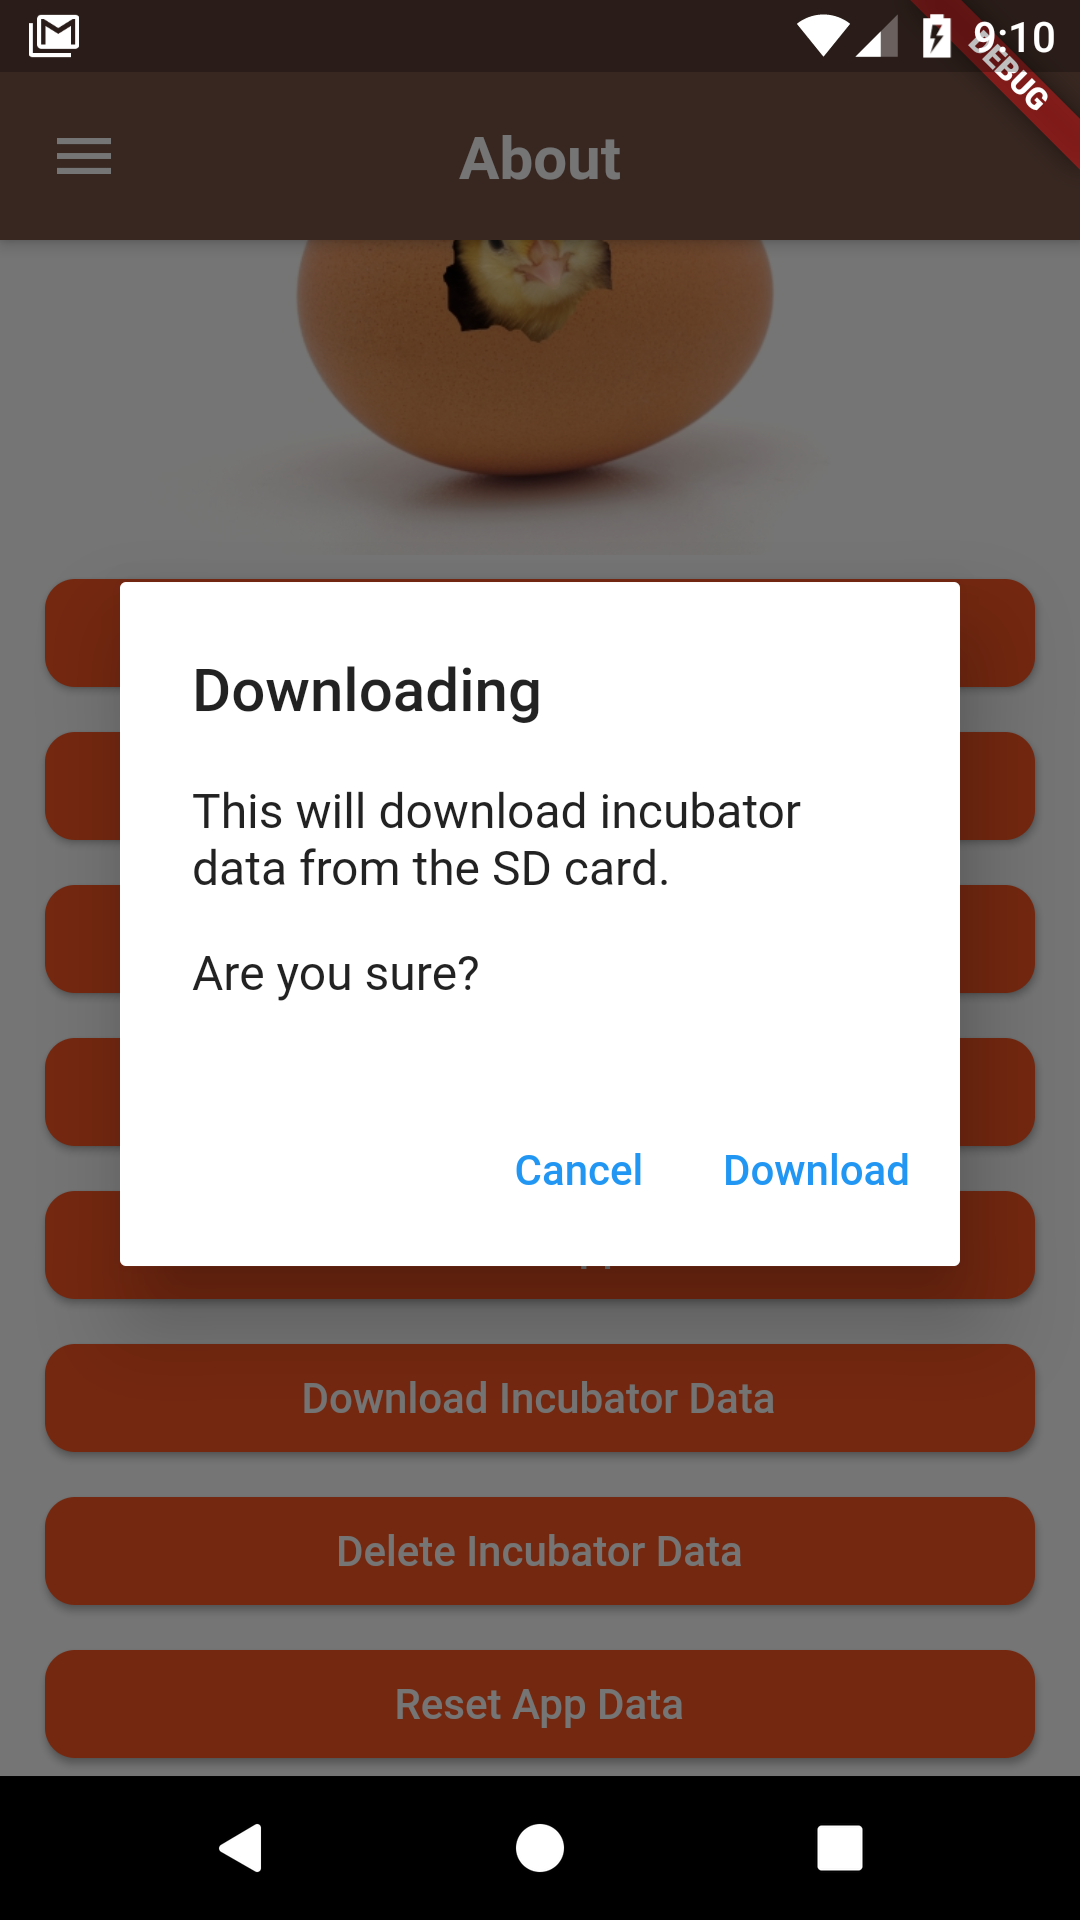 9:10
DEBUG
About
Downloading
This will download incubator
data from the SD card.
Are you sure?
Cancel
Download
Download Incubator Data
Delete Incubator Data
Reset App Data